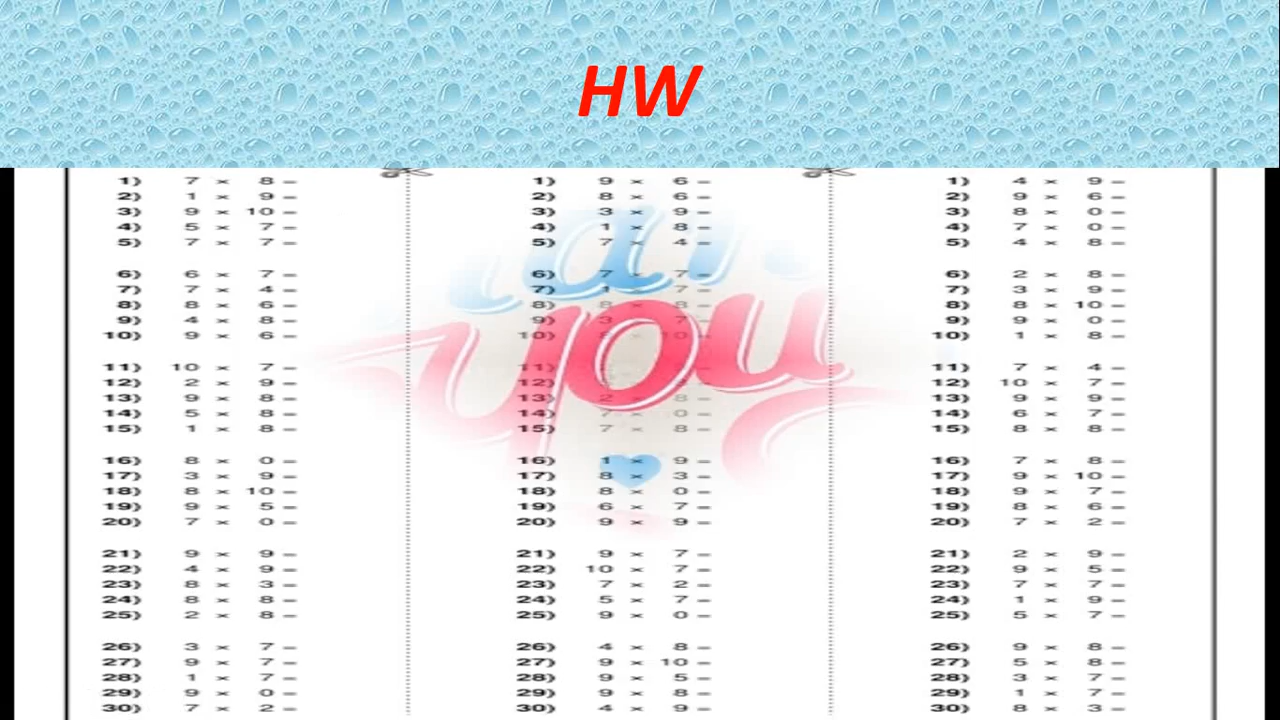 HW
1) 7 × 8 =
2) 1 × 9 =
3) 9 × 10 =
4) 5 × 7 =
5) 7 × 7 =
6) 6 × 7 =
7) 7 × 4 =
8) 8 × 6 =
9) 4 × 8 =
10) 9 × 6 =
11) 10 × 7 =
12) 2 × 9 =
13) 9 × 8 =
14) 5 × 8 =
15) 1 × 8 =
16) 8 × 0 =
17) 3 × 9 =
18) 8 × 10 =
19) 9 × 5 =
20) 7 × 0 =
21) 9 × 9 =
22) 4 × 9 =
23) 8 × 3 =
24) 8 × 8 =
25) 2 × 8 =
26) 3 × 7 =
27) 9 × 7 =
28) 1 × 7 =
29) 9 × 0 =
30) 7 × 2 =
1) 9 × 6 =
2) 8 × 6 =
3) 3 × 9 =
4) 1 × 8 =
5) 7 × 4 =
6) 7 × 7 =
7) 1 × 7 =
8) 8 × 8 =
9) 3 × 7 =
10)
11)
12)
13) 2 × 8 =
14) 7 × 0 =
15) 7 × 8 =
16) 1 × 9 =
17) 8 × 3 =
18) 8 × 0 =
19) 6 × 7 =
20) 9 × 9 =
21) 9 × 7 =
22) 10 × 7 =
23) 7 × 2 =
24) 5 × 7 =
25) 9 × 0 =
26) 4 × 8 =
27) 9 × 10 =
28) 9 × 5 =
29) 9 × 8 =
30) 4 × 9 =
1) 4 × 9 =
2) 9 × 6 =
3) 8 × 0 =
4) 7 × 0 =
5) 4 × 8 =
6) 2 × 8 =
7) 3 × 9 =
8) 8 × 10 =
9) 9 × 0 =
10) 1 × 8 =
11) 7 × 4 =
12) 10 × 7 =
13) 9 × 9 =
14) 6 × 7 =
15) 8 × 8 =
16) 7 × 8 =
17) 9 × 10 =
18) 9 × 7 =
19) 8 × 6 =
20) 7 × 2 =
21) 2 × 9 =
22) 9 × 5 =
23) 7 × 7 =
24) 1 × 9 =
25) 5 × 7 =
26) 9 × 8 =
27) 5 × 8 =
28) 3 × 7 =
29) 1 × 7 =
30) 8 × 3 =
you